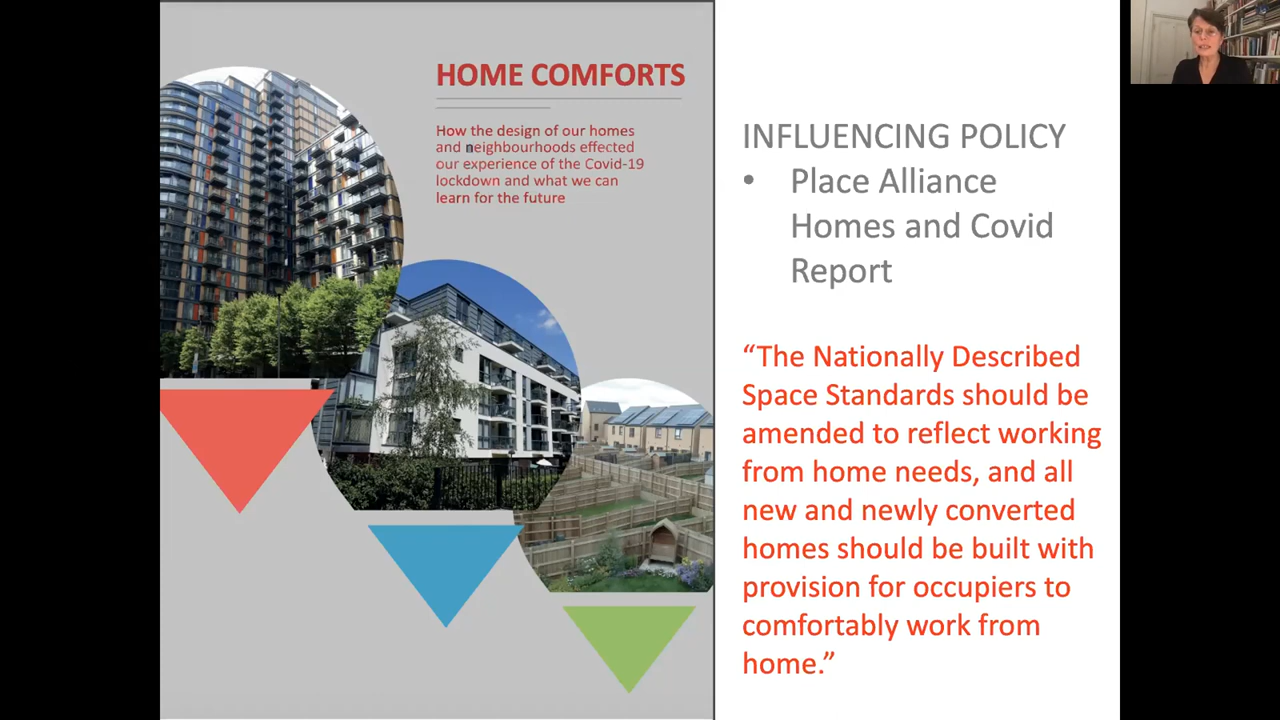 HOME COMFORTS
How the design of our homes
and neighbourhoods effected
our experience of the Covid-19
lockdown and what we can
learn for the future
INFLUENCING POLICY
• Place Alliance
Homes and Covid
Report
“The Nationally Described
Space Standards should be
amended to reflect working
from home needs, and all
new and newly converted
homes should be built with
provision for occupiers to
comfortably work from
home.”